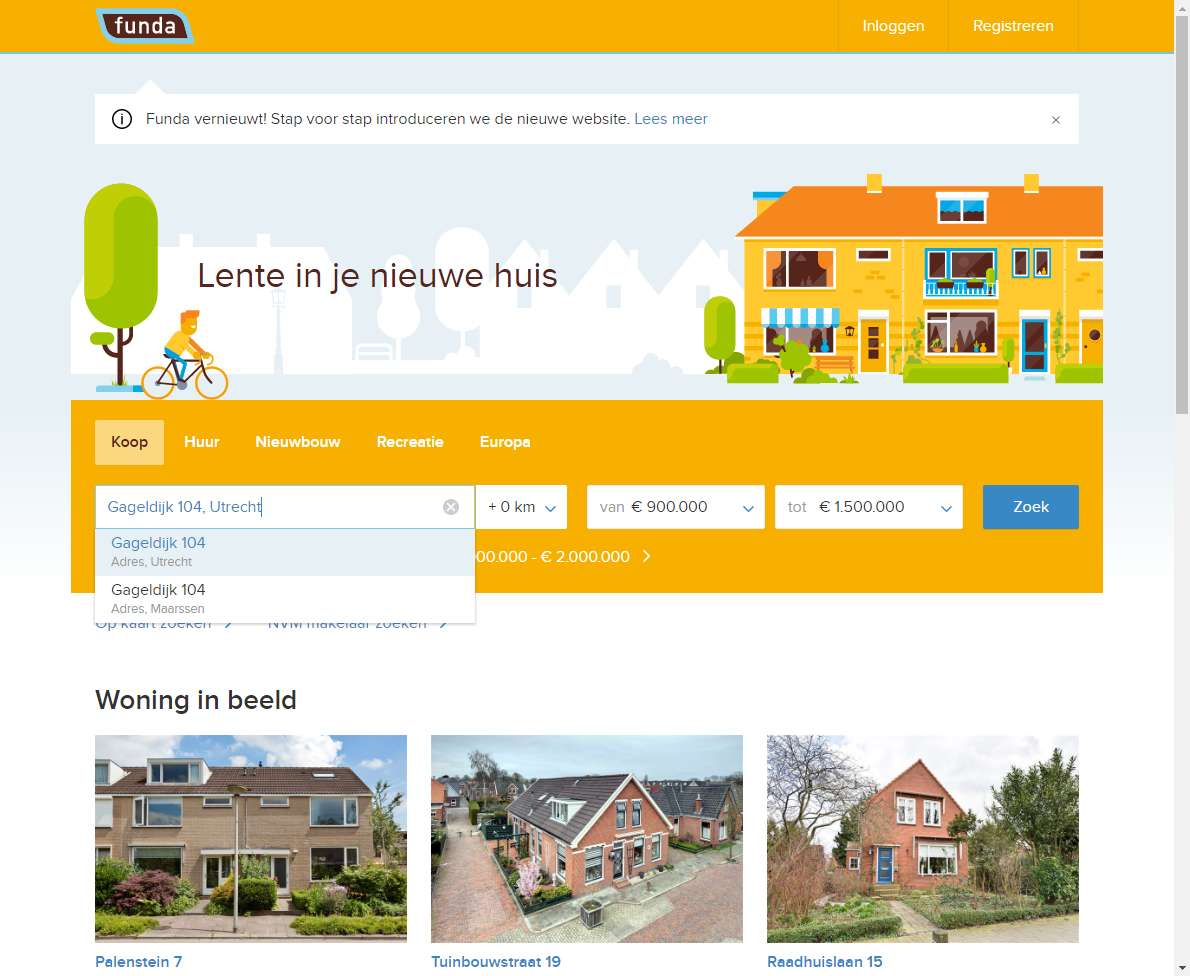 funda
Inloggen
Registreren
Funda vernieuwt! Stap voor stap introduceren we de nieuwe website. Lees meer
Lente in je nieuwe huis
Koop
Huur
Nieuwbouw
Recreatie
Europa
Gageldijk 104, Utrecht
+ 0 km
van € 900.000
tot € 1.500.000
Zoek
Gageldijk 104
Adres, Utrecht
00.000 - € 2.000.000
Gageldijk 104
Adres, Maarssen
Op kaart zoeken
NVM makelaar zoeken
Woning in beeld
Palenstein 7
Tuinbouwstraat 19
Raadhuislaan 15